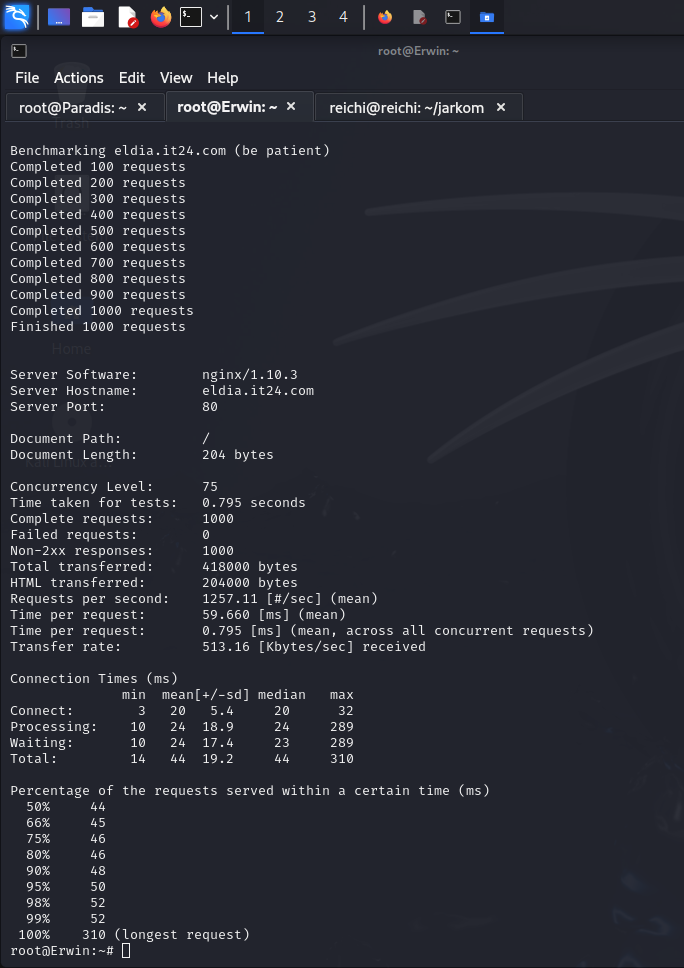 1 2 3 4
root@Erwin: ~
File Actions Edit View Help
root@Paradis: ~ × root@Erwin: ~ × reichi@reichi: ~/jarkom ×
Trash
Benchmarking eldia.it24.com (be patient)
Completed 100 requests
Completed 200 requests
Completed 300 requests
Completed 400 requests
Completed 500 requests
Completed 600 requests
Completed 700 requests
Completed 800 requests
Completed 900 requests
Completed 1000 requests
Finished 1000 requests
Home
Server Software: nginx/1.10.3
Server Hostname: eldia.it24.com
Server Port: 80
Document Path: /
Document Length: 204 bytes
Concurrency Level: 75
Time taken for tests: 0.795 seconds
Complete requests: 1000
Failed requests: 0
Non-2xx responses: 1000
Total transferred: 418000 bytes
HTML transferred: 204000 bytes
Requests per second: 1257.11 [#/sec] (mean)
Time per request: 59.660 [ms] (mean)
Time per request: 0.795 [ms] (mean, across all concurrent requests)
Transfer rate: 513.16 [Kbytes/sec] received
Connection Times (ms)
min mean[+/-sd] median max
Connect: 3 20 5.4 20 32
Processing: 10 24 18.9 24 289
Waiting: 10 24 17.4 23 289
Total: 14 44 19.2 44 310
Percentage of the requests served within a certain time (ms)
50% 44
66% 45
75% 46
80% 46
90% 48
95% 50
98% 52
99% 52
100% 310 (longest request)
root@Erwin:~#